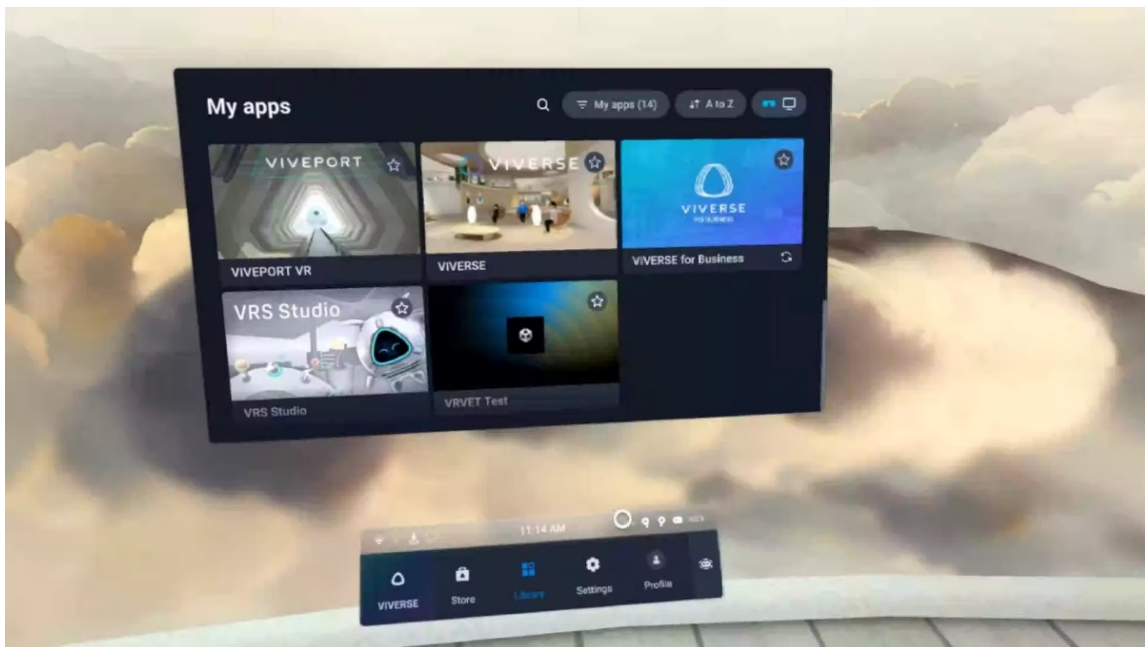 My apps
My apps (14)
A to Z
VIVEPORT
VIVERSE
VIVERSE
FOR BUSINESS
VIVEPORT VR
VIVERSE
VIVERSE for Business
VRS Studio
VRS Studio
VRVET Test
11:14 AM
VIVERSE
Store
Library
Settings
Profile